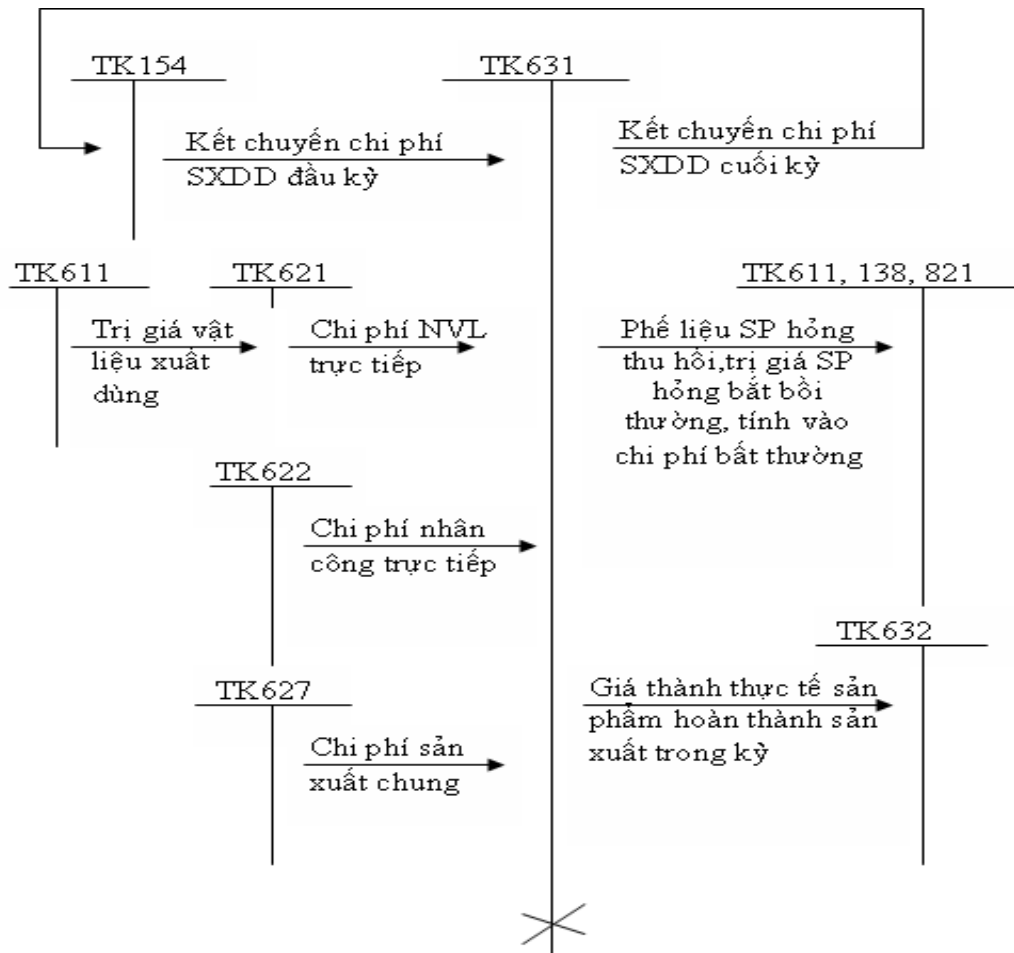 TK154
TK631
Kết chuyến chi phí
SXDD đầu kỳ
Kết chuyến chi phí
SXDD cuối kỳ
TK611
TK621
TK611, 138, 821
Trị giá vật
liệu xuất
dùng
Chi phí NVL
trực tiếp
Phế liệu SP hỏng
thu hồi,trị giá SP
hỏng bắt bồi
thường, tính vào
chi phí bất thường
TK622
Chi phí nhân
công trực tiếp
TK632
TK627
Giá thành thực tế sản
phẩm hoàn thành sản
xuất trong kỳ
Chi phí sản
xuất chung